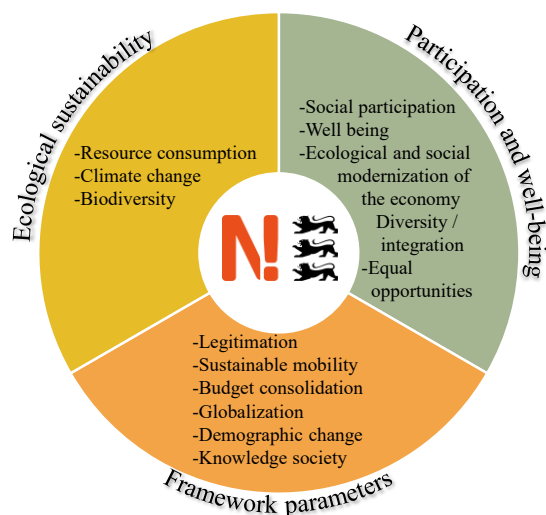 Ecological sustainability
-Resource consumption
-Climate change
-Biodiversity
Participation and well-being
-Social participation
-Well being
-Ecological and social
modernization of
the economy
Diversity /
integration
-Equal
opportunities
N!
-Legitimation
-Sustainable mobility
-Budget consolidation
-Globalization
-Demographic change
-Knowledge society
Framework parameters